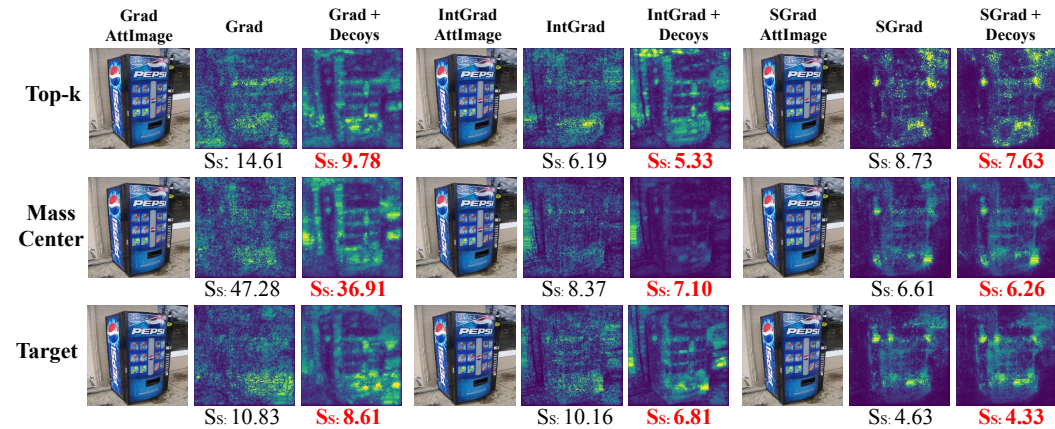 Grad AttImage Grad Grad + Decoys IntGrad AttImage IntGrad IntGrad + Decoys SGrad AttImage SGrad SGrad + Decoys
Top-k
PEPSI PEPSI PEPSI
Ss: 14.61 Ss: 9.78 Ss: 6.19 Ss: 5.33 Ss: 8.73 Ss: 7.63
Mass Center
PEPSI PEPSI PEPSI
Ss: 47.28 Ss: 36.91 Ss: 8.37 Ss: 7.10 Ss: 6.61 Ss: 6.26
Target
PEPSI PEPSI PEPSI
Ss: 10.83 Ss: 8.61 Ss: 10.16 Ss: 6.81 Ss: 4.63 Ss: 4.33